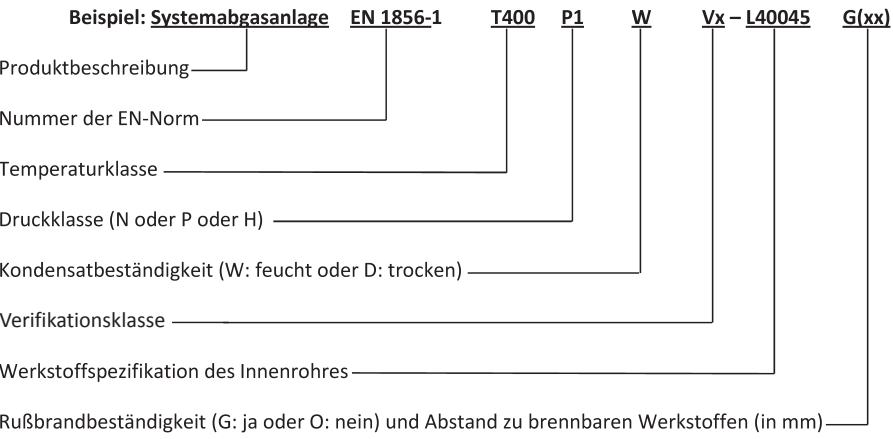 Beispiel: Systemabgasanlage EN 1856-1 T400 P1 W Vx – L40045 G(xx)
Produktbeschreibung
Nummer der EN-Norm
Temperaturklasse
Druckklasse (N oder P oder H)
Kondensatbeständigkeit (W: feucht oder D: trocken)
Verifikationsklasse
Werkstoffspezifikation des Innenrohres
Rußbrandbeständigkeit (G: ja oder O: nein) und Abstand zu brennbaren Werkstoffen (in mm)